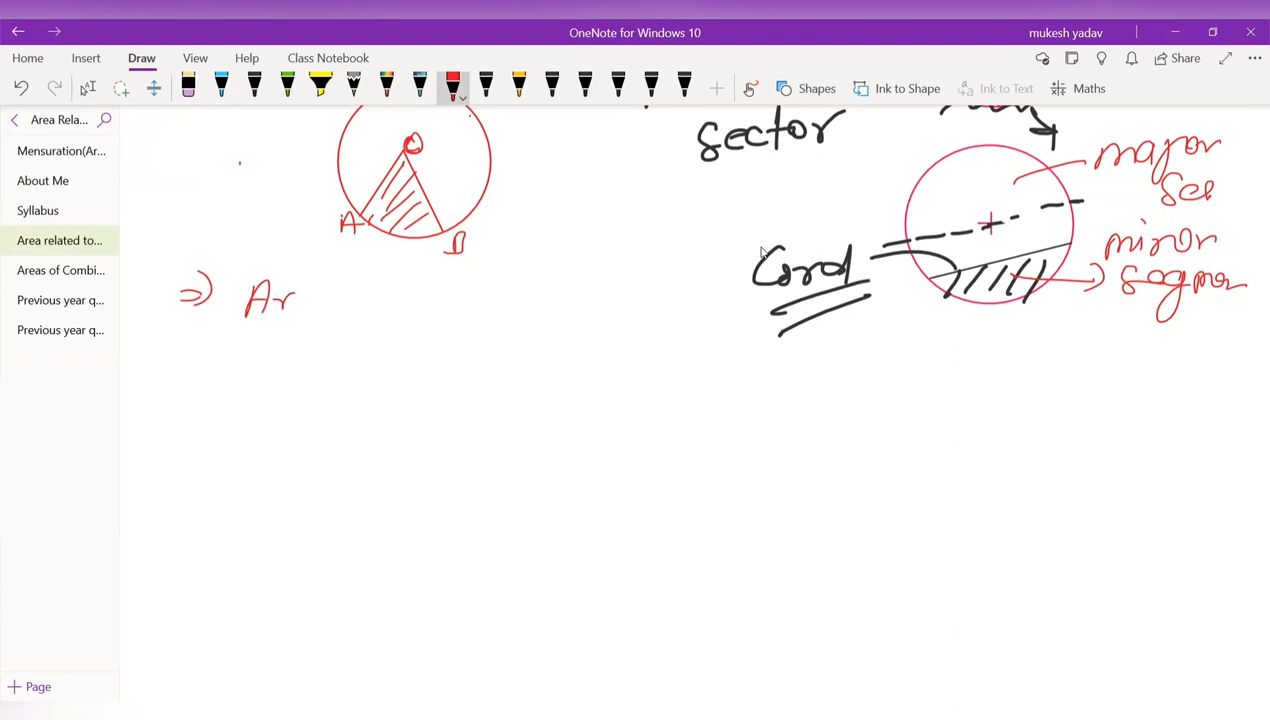 OneNote for Windows 10
mukesh yadav
Home Insert Draw View Help Class Notebook
Share
Shapes Ink to Shape Ink to Text Maths
Area Rela...
Mensuration(Ar...
About Me
Syllabus
Area related to...
Areas of Combi...
Previous year q...
Previous year q...
Page
O
A
B
sector
major
Se
minor
segmen
Cord
⇒ Ar